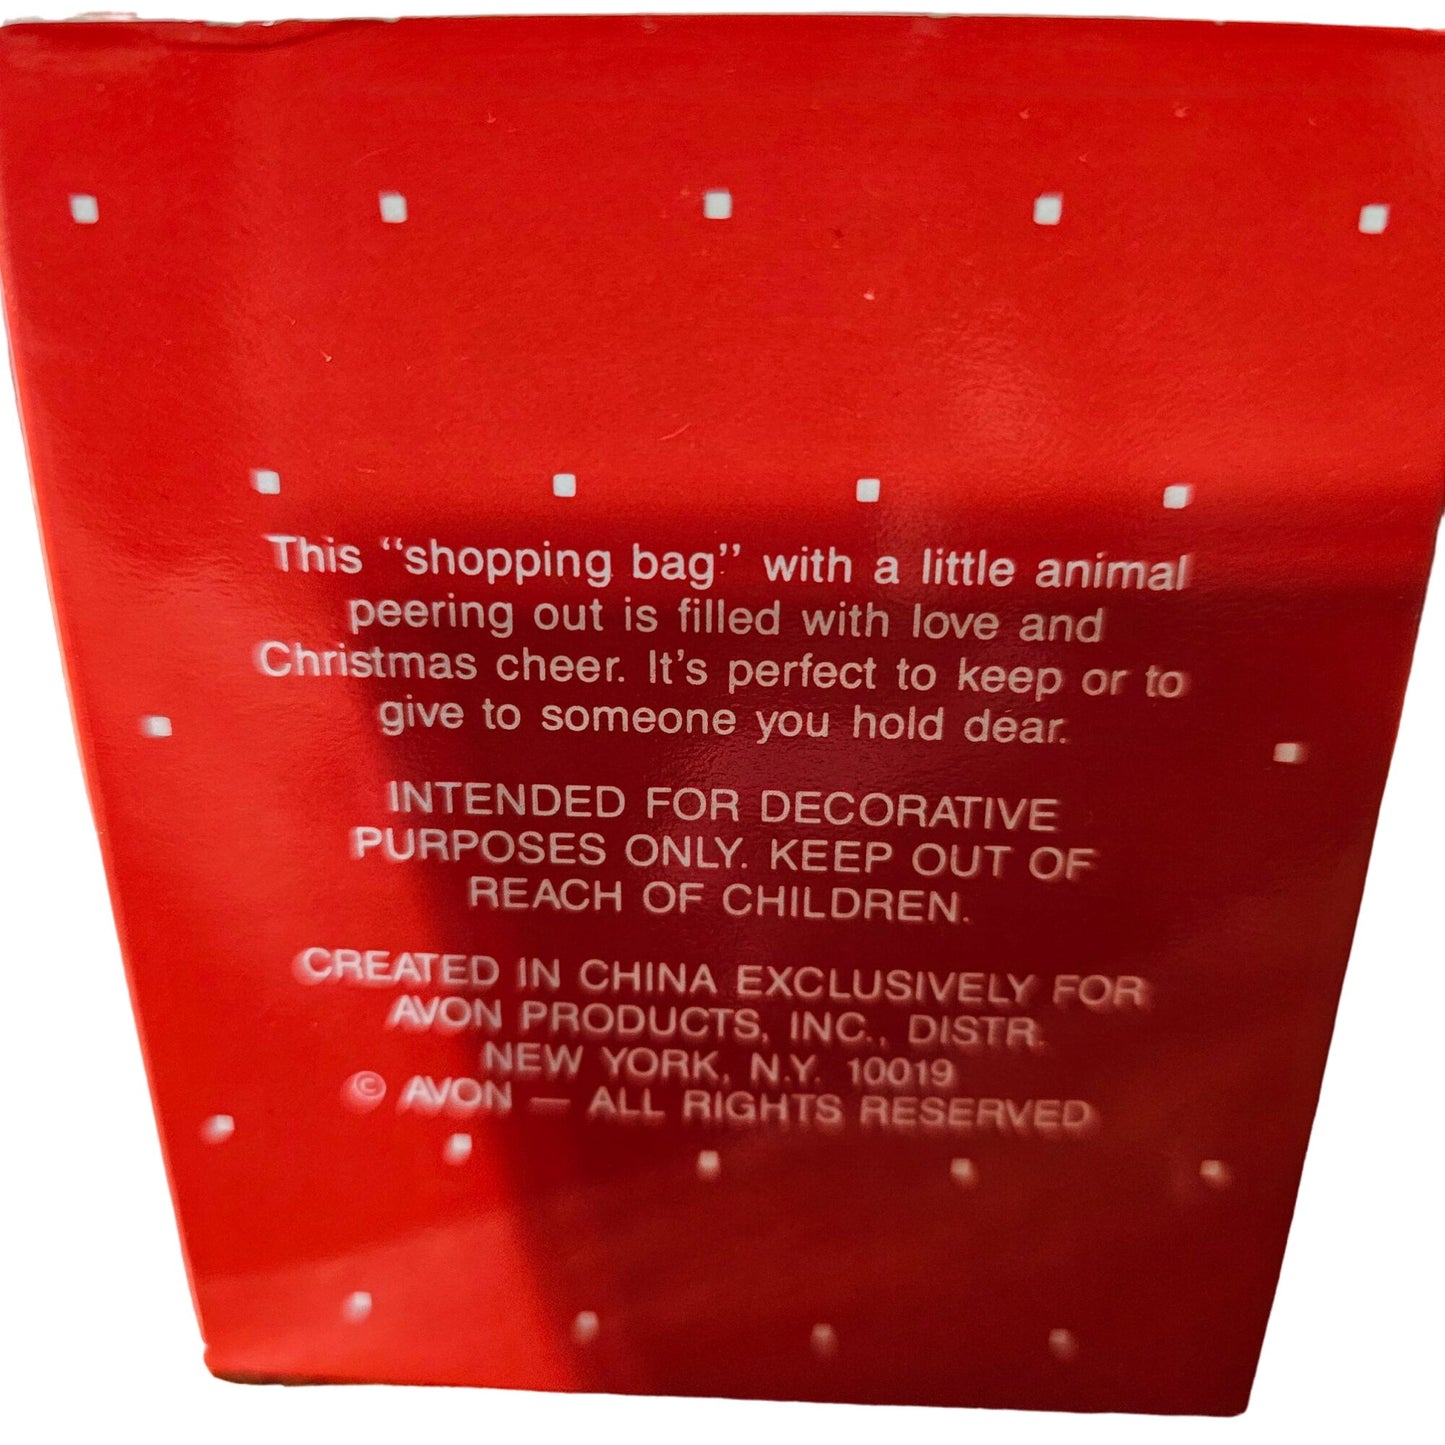 This “shopping bag” with a little animal
peering out is filled with love and
Christmas cheer. It’s perfect to keep or to
give to someone you hold dear.
INTENDED FOR DECORATIVE
PURPOSES ONLY. KEEP OUT OF
REACH OF CHILDREN.
CREATED IN CHINA EXCLUSIVELY FOR
AVON PRODUCTS, INC., DISTR.
NEW YORK, N.Y. 10019
© AVON — ALL RIGHTS RESERVED